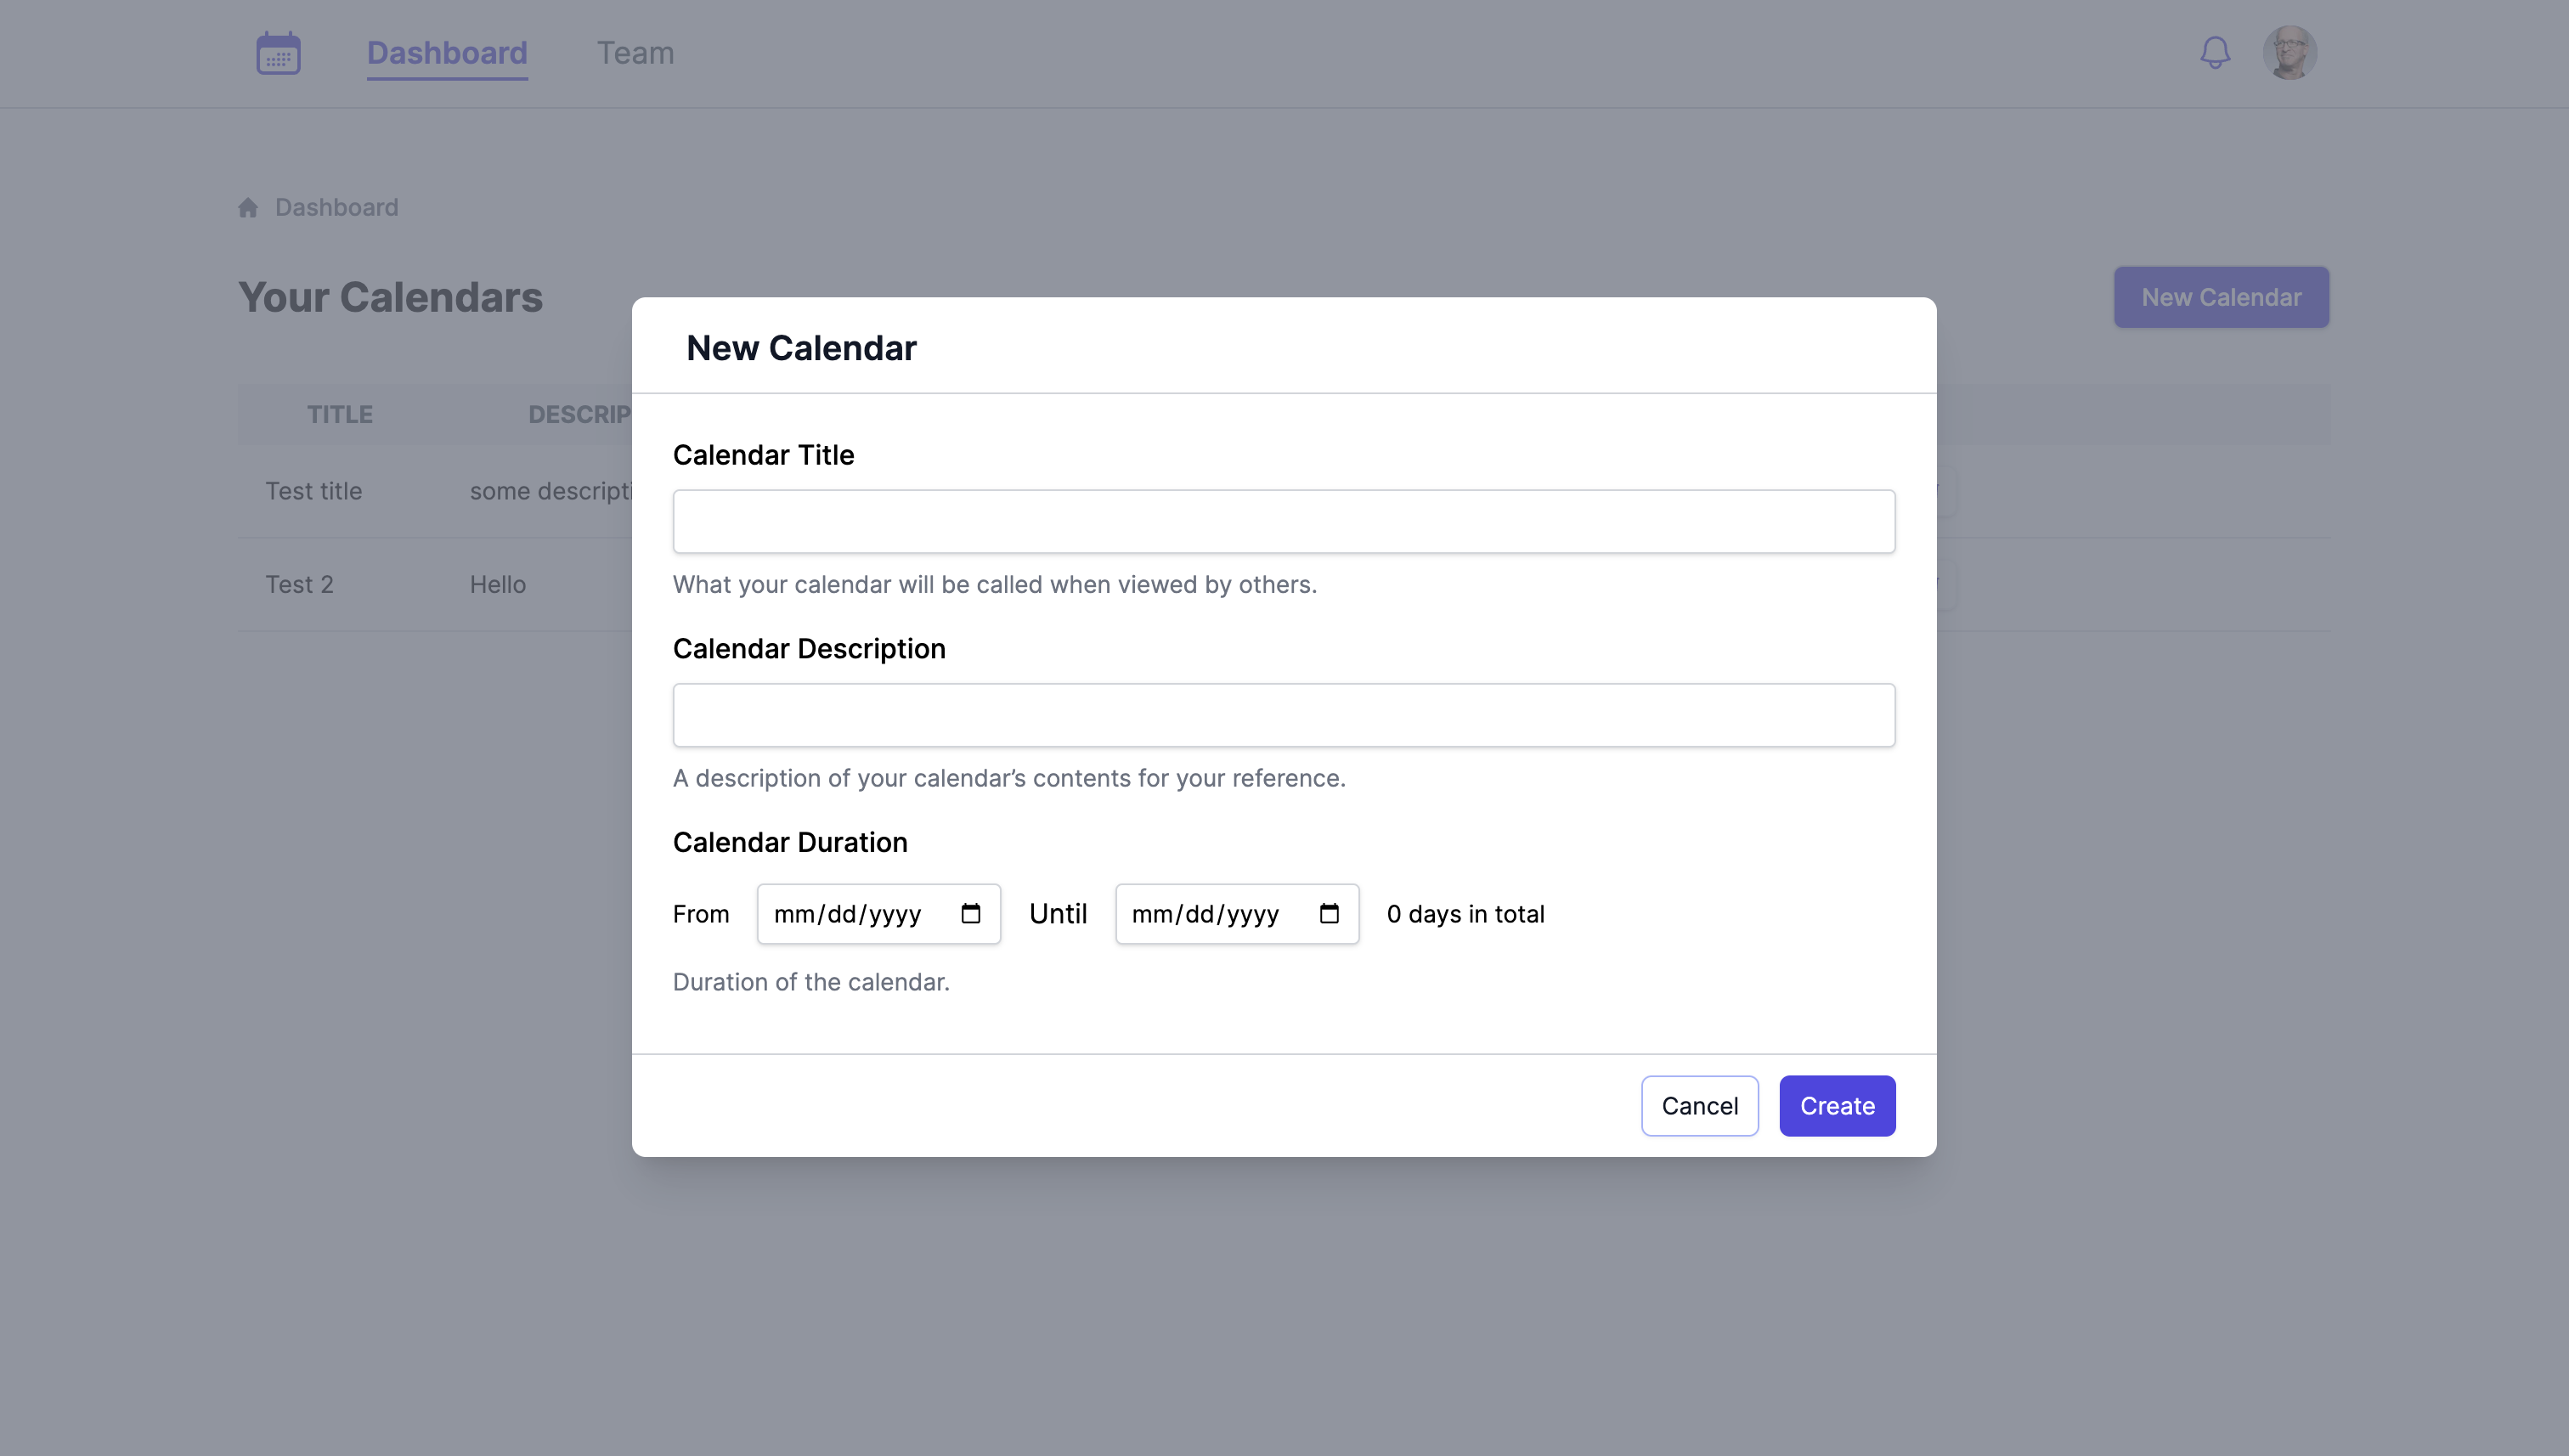 Dashboard Team
Dashboard
Your Calendars
New Calendar
New Calendar
TITLE DESCRIP
Calendar Title
Test title some descripti
What your calendar will be called when viewed by others.
Test 2 Hello
Calendar Description
A description of your calendar’s contents for your reference.
Calendar Duration
From mm/dd/yyyy Until mm/dd/yyyy 0 days in total
Duration of the calendar.
Cancel Create